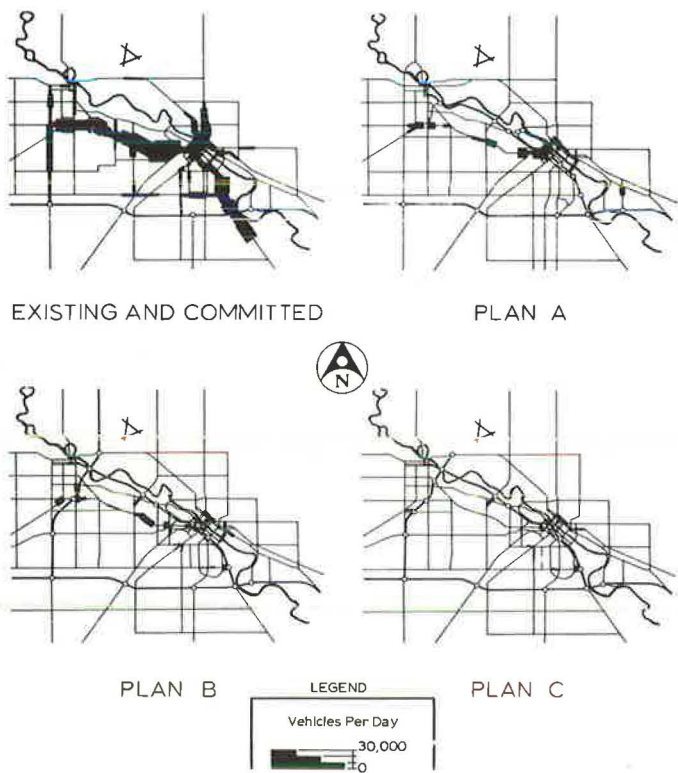 EXISTING AND COMMITTED
PLAN A
N
PLAN B
PLAN C
LEGEND
Vehicles Per Day
30,000
0